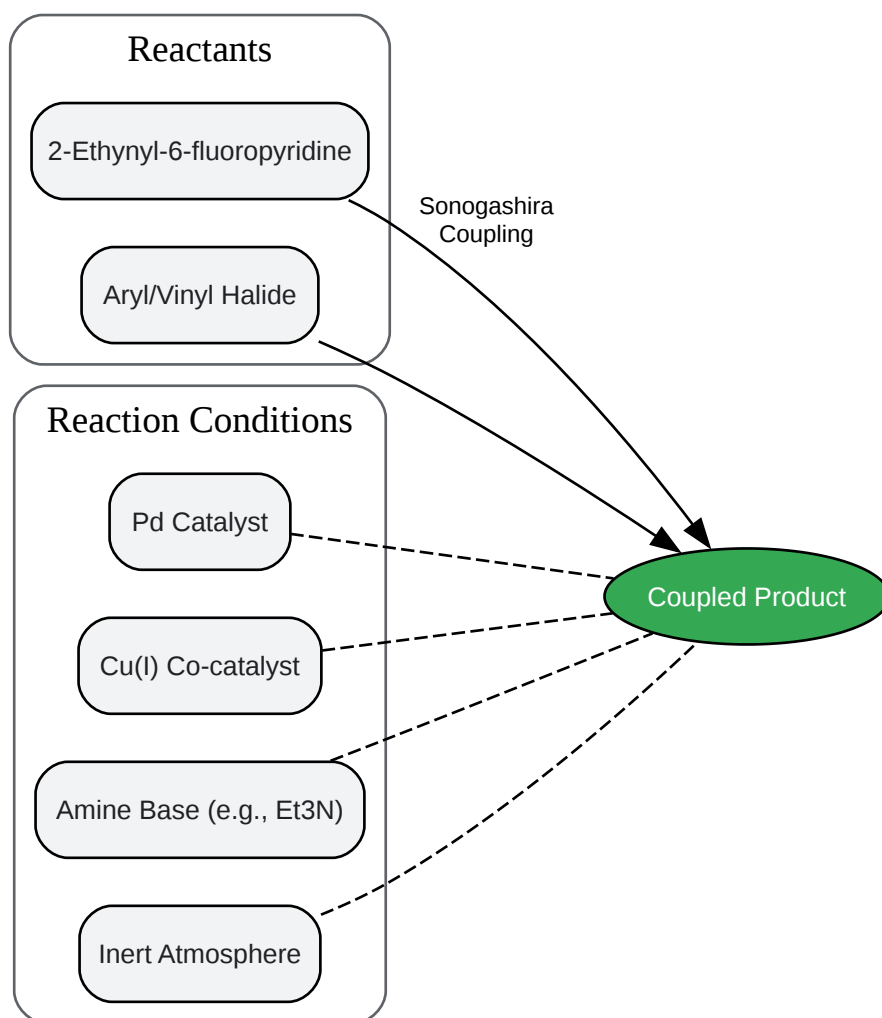 Reactants
2-Ethynyl-6-fluoropyridine
Sonogashira
Coupling
Aryl/Vinyl Halide
Reaction Conditions
Pd Catalyst
Coupled Product
Cu(I) Co-catalyst
Amine Base (e.g., Et3N)
Inert Atmosphere